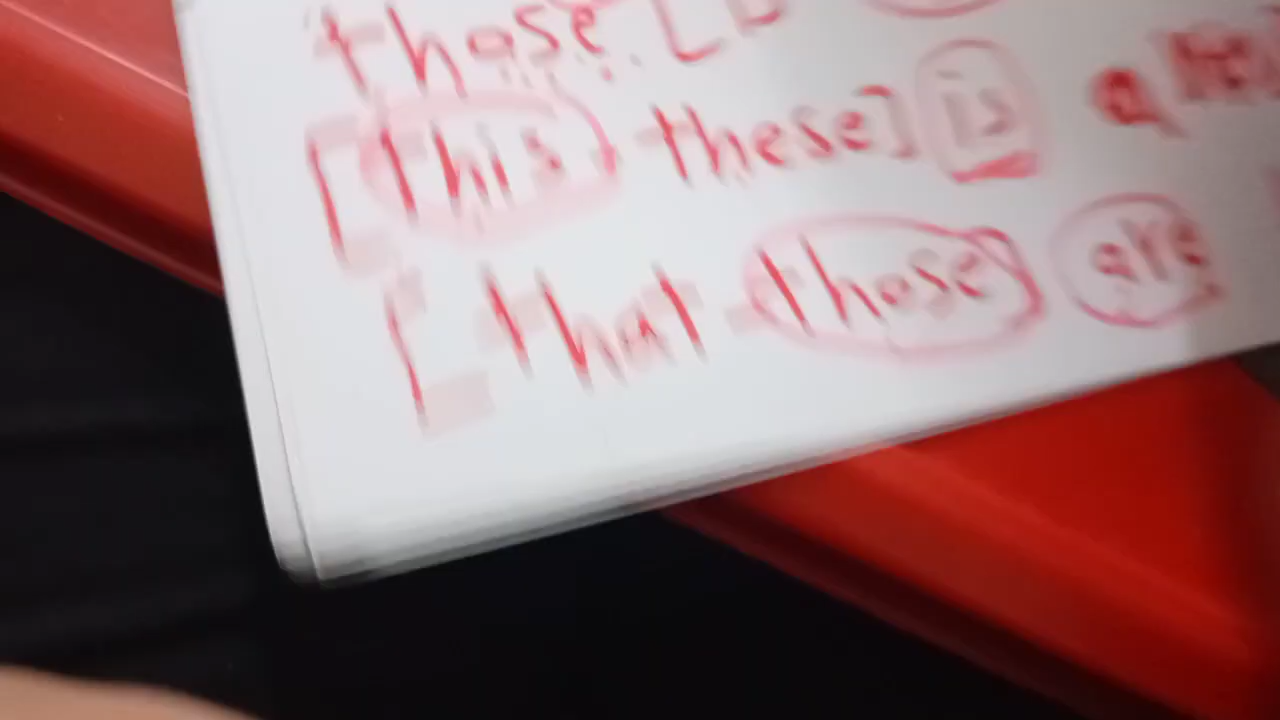 those.
[this these] is a
[that those are